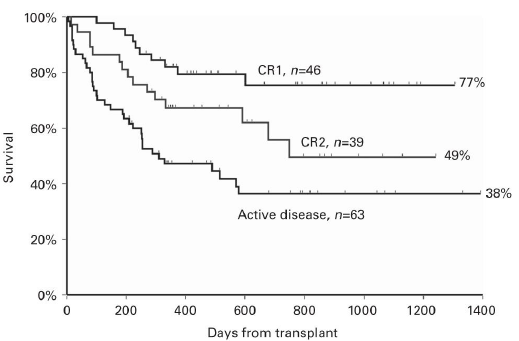 100%
80%
60%
40%
20%
0%
Survival
CR1, n=46
77%
CR2, n=39
49%
38%
Active disease, n=63
0 200 400 600 800 1000 1200 1400
Days from transplant